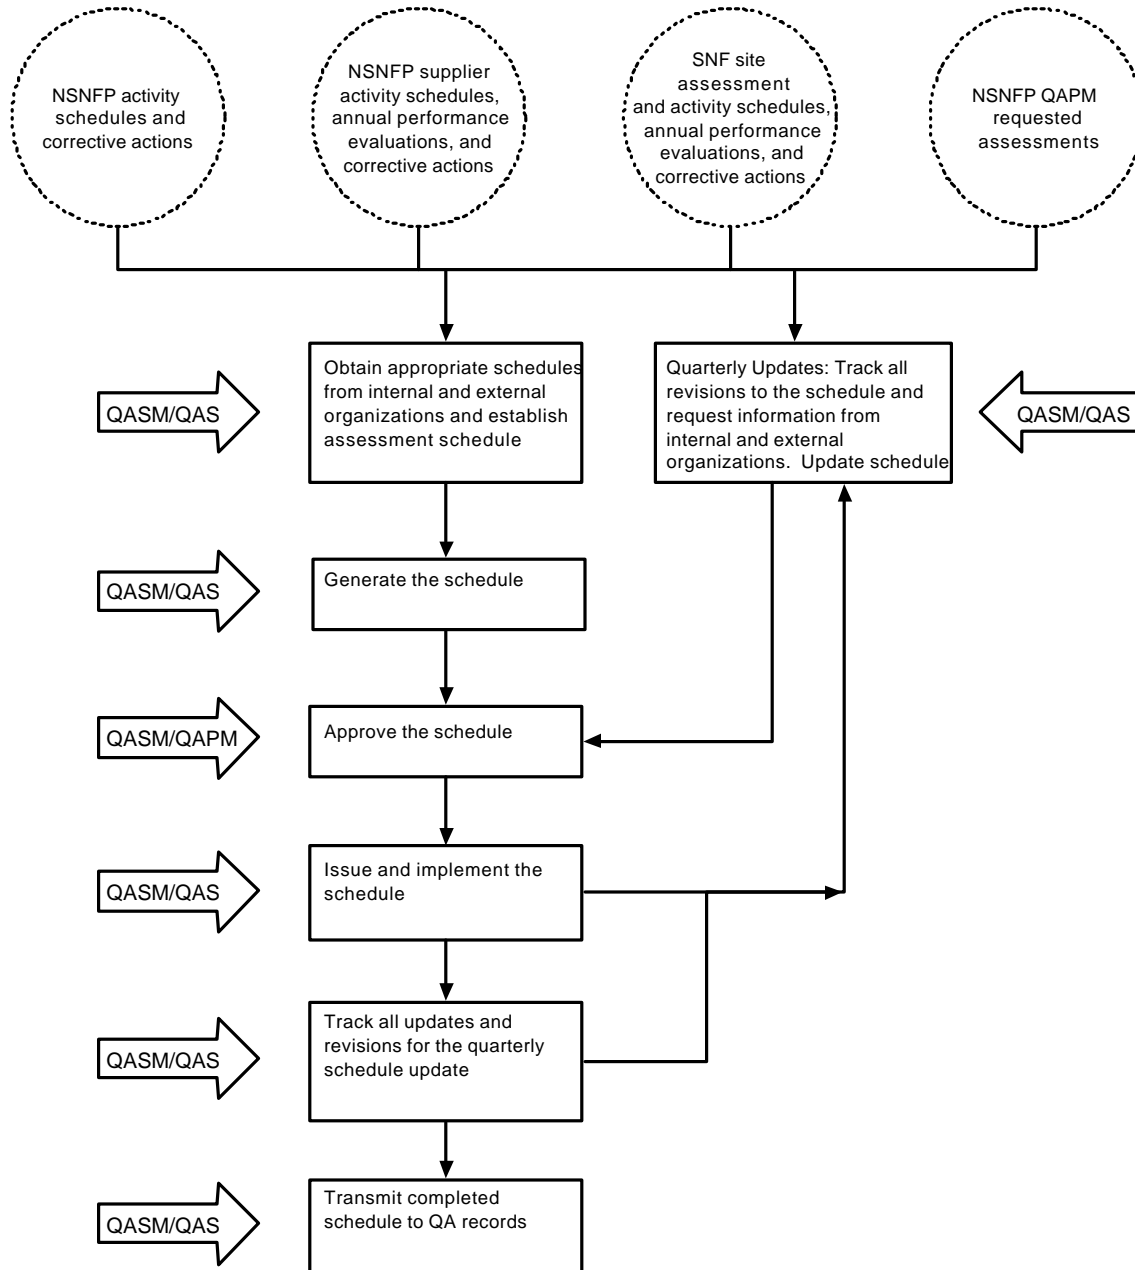 NSNFP activity
schedules and
corrective actions
NSNFP supplier
activity schedules,
annual performance
evaluations, and
corrective actions
SNF site
assessment
and activity schedules,
annual performance
evaluations, and
corrective actions
NSNFP QAPM
requested
assessments
QASM/QAS
Obtain appropriate schedules
from internal and external
organizations and establish
assessment schedule
Quarterly Updates: Track all
revisions to the schedule and
request information from
internal and external
organizations. Update schedule
QASM/QAS
QASM/QAS
Generate the schedule
QASM/QAPM
Approve the schedule
QASM/QAS
Issue and implement the
schedule
QASM/QAS
Track all updates and
revisions for the quarterly
schedule update
QASM/QAS
Transmit completed
schedule to QA records